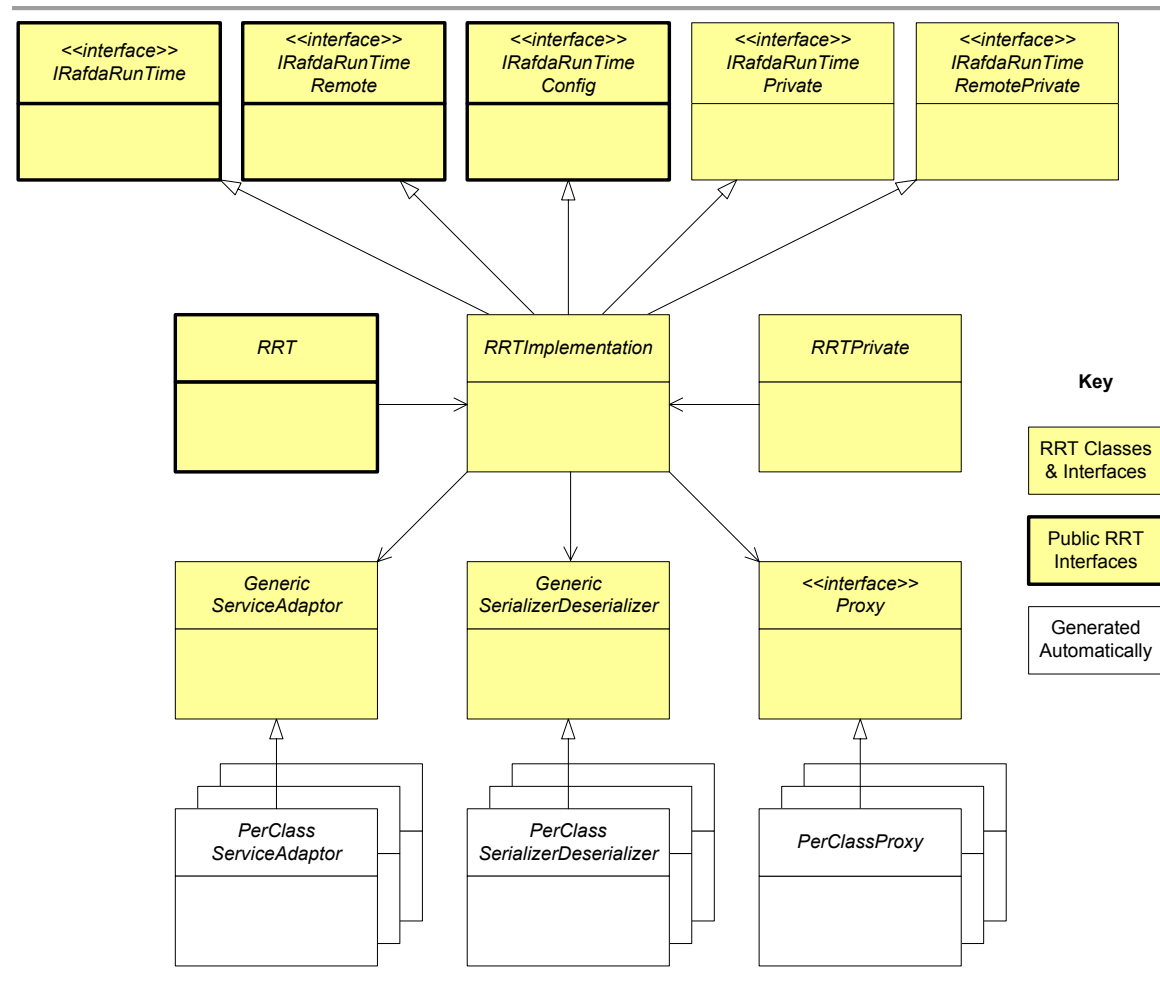 <<interface>>
IRafdaRunTime
<<interface>>
IRafdaRunTime
Remote
<<interface>>
IRafdaRunTime
Config
<<interface>>
IRafdaRunTime
Private
<<interface>>
IRafdaRunTime
RemotePrivate
RRT
RRTImplementation
RRTPrivate
Key
RRT Classes
& Interfaces
Public RRT
Interfaces
Generated
Automatically
Generic
ServiceAdaptor
Generic
SerializerDeserializer
<<interface>>
Proxy
PerClass
ServiceAdaptor
PerClass
SerializerDeserializer
PerClassProxy